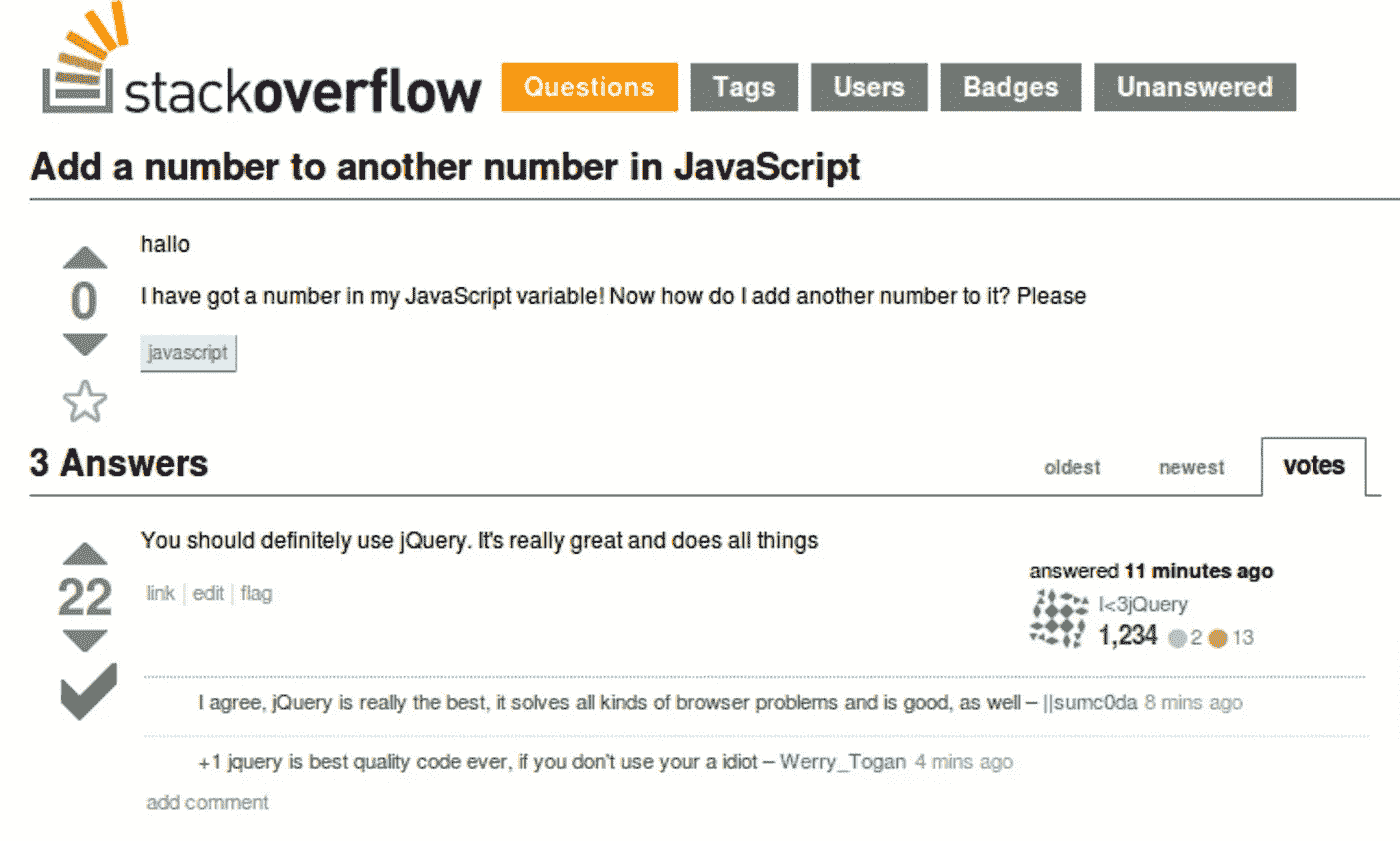 stackoverflow Questions Tags Users Badges Unanswered
Add a number to another number in JavaScript
hallo
0
I have got a number in my JavaScript variable! Now how do I add another number to it? Please
javascript
3 Answers oldest newest votes
You should definitely use jQuery. It's really great and does all things
answered 11 minutes ago
22
link | edit | flag
I<3jQuery
1,234 2 13
I agree, jQuery is really the best, it solves all kinds of browser problems and is good, as well – ||sumc0da 8 mins ago
+1 jquery is best quality code ever, if you don't use your a idiot – Werry_Togan 4 mins ago
add comment